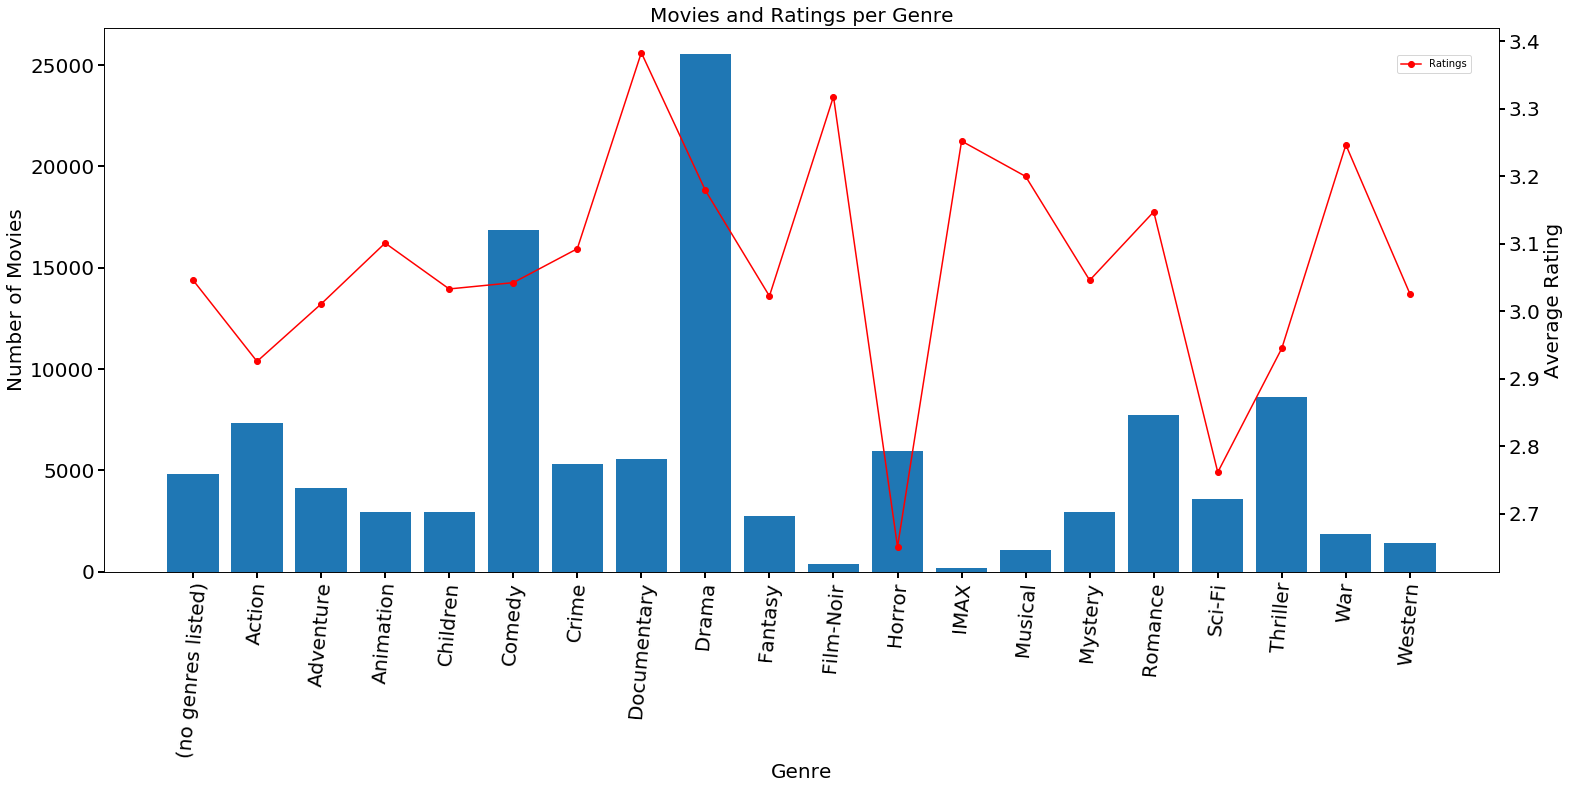 Movies and Ratings per Genre
Ratings
Number of Movies
25000
20000
15000
10000
5000
0
Average Rating
3.4
3.3
3.2
3.1
3.0
2.9
2.8
2.7
(no genres listed)
Action
Adventure
Animation
Children
Comedy
Crime
Documentary
Drama
Fantasy
Film-Noir
Horror
IMAX
Musical
Mystery
Romance
Sci-Fi
Thriller
War
Western
Genre